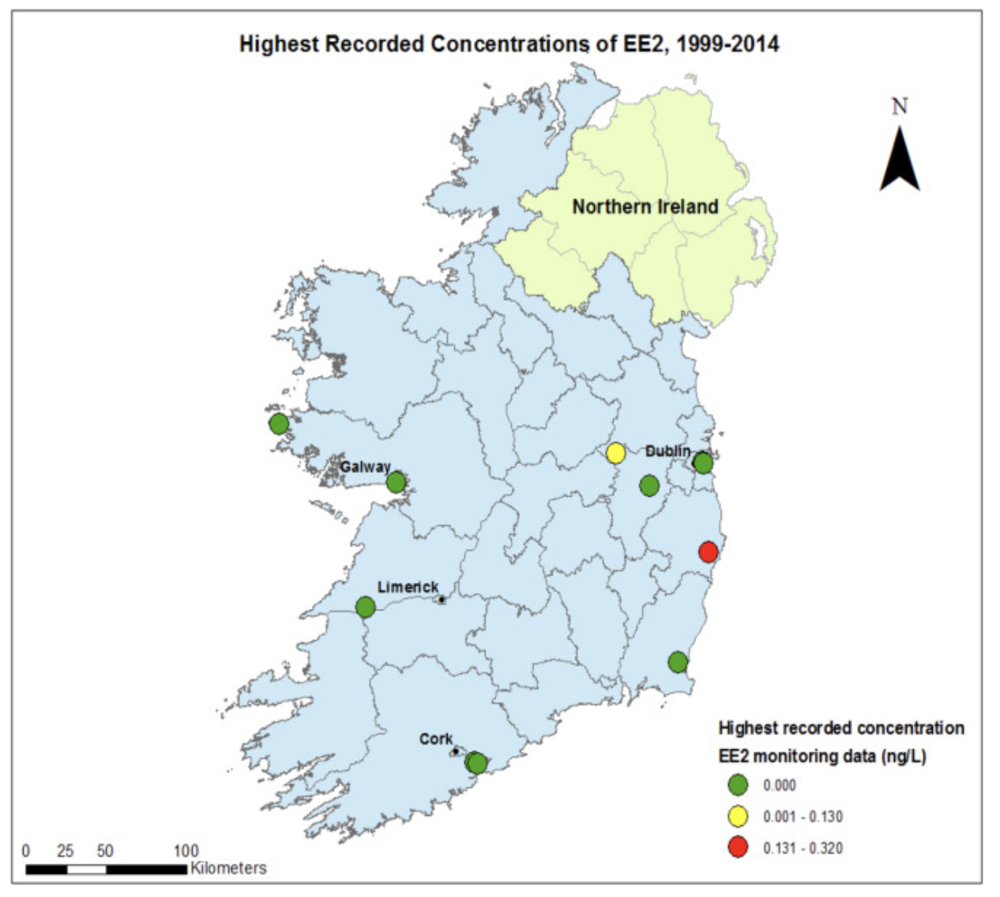 Highest Recorded Concentrations of EE2, 1999-2014
N
Northern Ireland
Dublin
Galway
Limerick
Cork
Highest recorded concentration
EE2 monitoring data (ng/L)
0.000
0.001 - 0.130
0.131 - 0.320
0 25 50 100
Kilometers